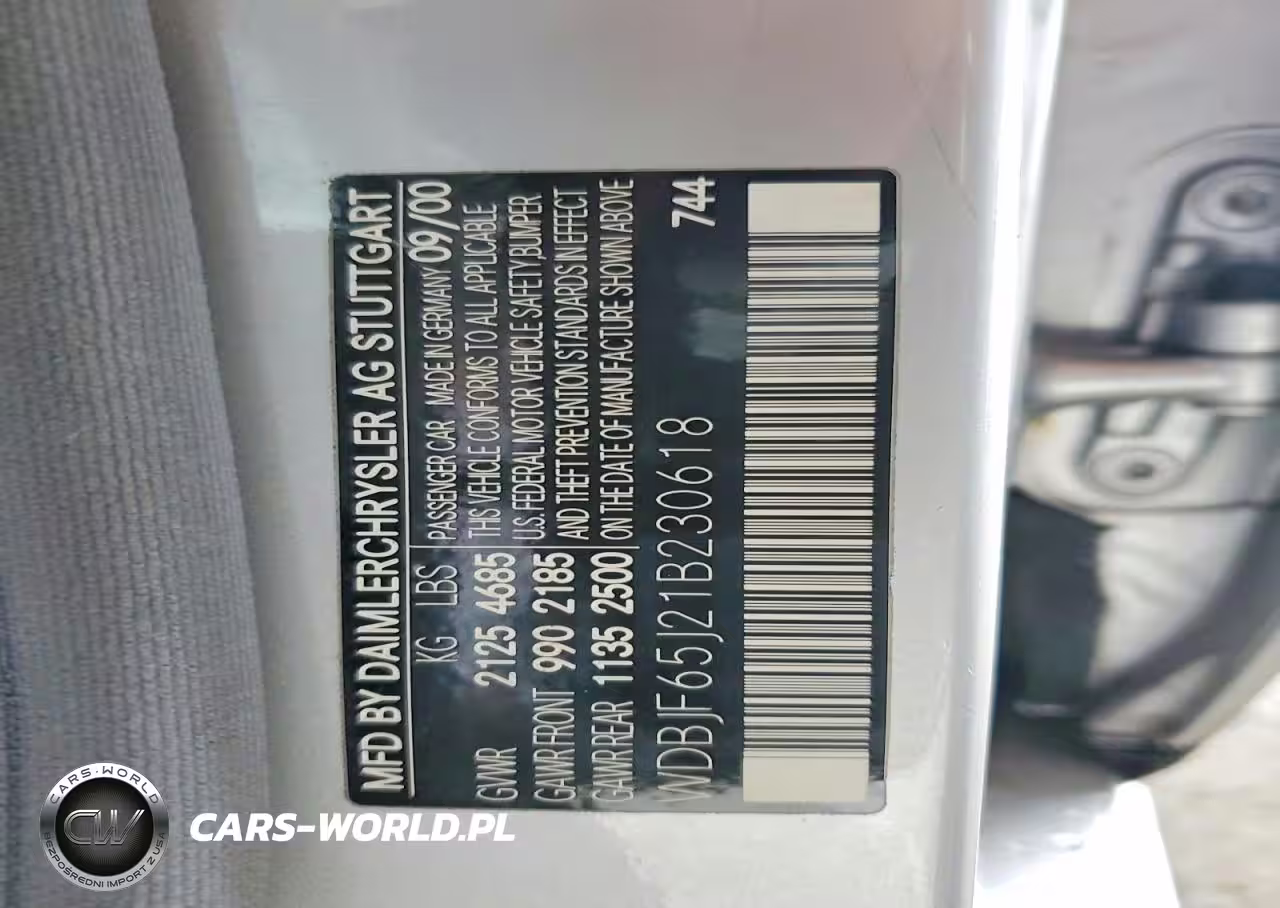 MFD BY DAIMLERCHRYSLER AG STUTTGART
KG LBS PASSENGER CAR MADE IN GERMANY 09/00
GVWR 2125 4685 THIS VEHICLE CONFORMS TO ALL APPLICABLE
U.S. FEDERAL MOTOR VEHICLE SAFETY, BUMPER
GAWR FRONT 990 2185 AND THEFT PREVENTION STANDARDS IN EFFECT
GAWR REAR 1135 2500 ON THE DATE OF MANUFACTURE SHOWN ABOVE
WDBJF65J21B230618 744
CARS-WORLD
CW
BEZPOŚREDNI IMPORT Z USA
CARS-WORLD.PL